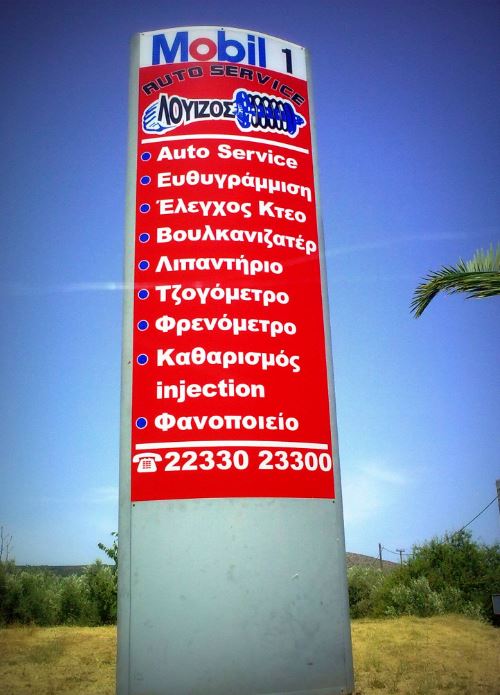 Mobil 1
AUTO SERVICE
ΛΟΥΙΖΟΣ
Auto Service
Ευθυγράμμιση
Έλεγχος Κτεο
Βουλκανιζατέρ
Λιπαντήριο
Τζογόμετρο
Φρενόμετρο
Καθαρισμός
injection
Φανοποιείο
22330 23300